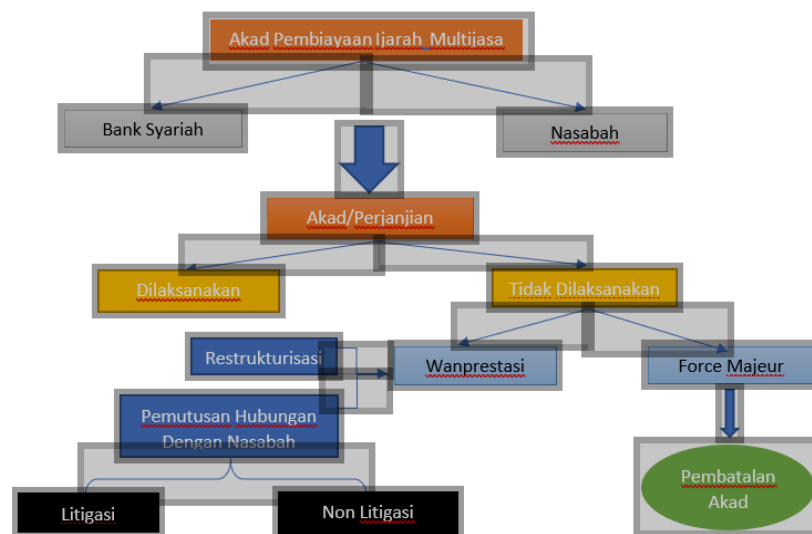 Akad Pembiayaan Ijarah Multijasa
Bank Syariah
Nasabah
Akad/Perjanjian
Dilaksanakan
Tidak Dilaksanakan
Restrukturisasi
Wanprestasi
Force Majeur
Pemutusan Hubungan
Dengan Nasabah
Pembatalan
Akad
Litigasi
Non Litigasi